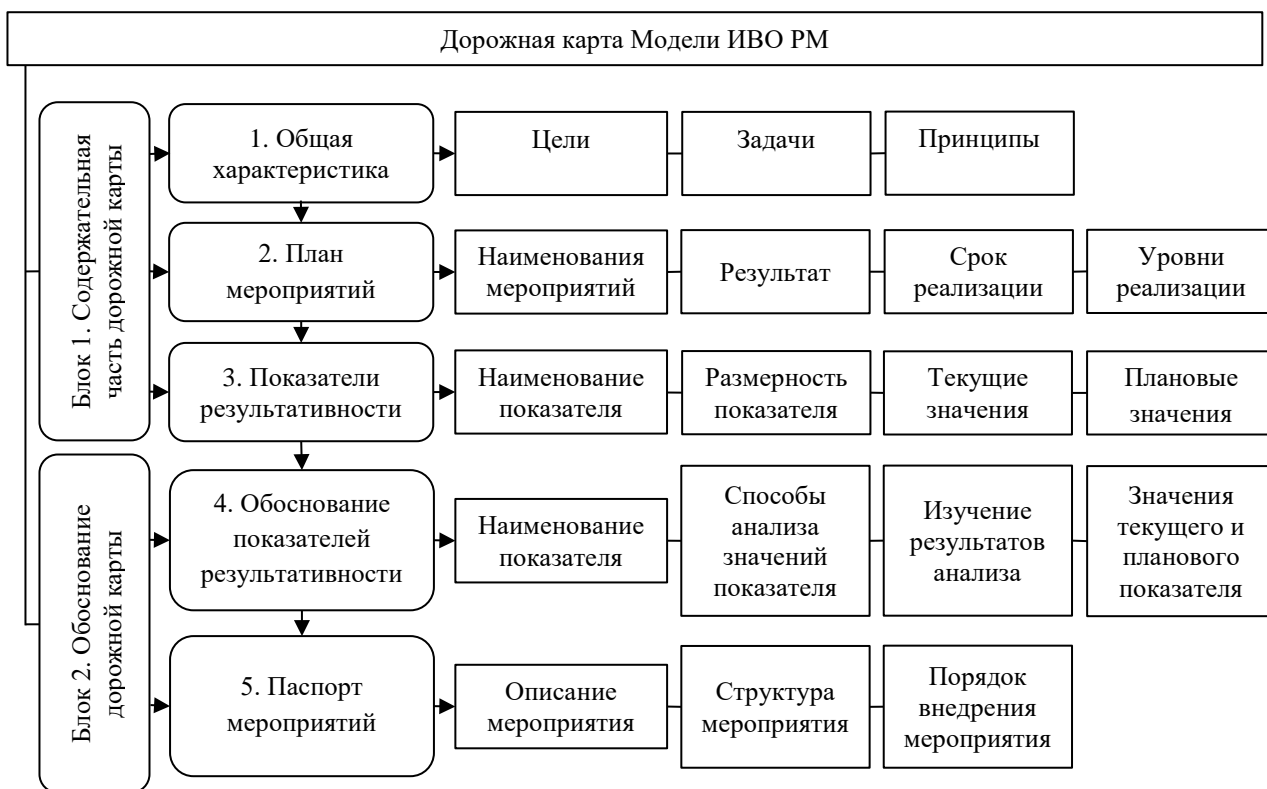 Дорожная карта Модели ИВО РМ
Блок 1. Содержательная
часть дорожной карты
1. Общая
характеристика
Цели
Задачи
Принципы
2. План
мероприятий
Наименования
мероприятий
Результат
Срок
реализации
Уровни
реализации
3. Показатели
результативности
Наименование
показателя
Размерность
показателя
Текущие
значения
Плановые
значения
Блок 2. Обоснование
дорожной карты
4. Обоснование
показателей
результативности
Наименование
показателя
Способы
анализа
значений
показателя
Изучение
результатов
анализа
Значения
текущего и
планового
показателя
5. Паспорт
мероприятий
Описание
мероприятия
Структура
мероприятия
Порядок
внедрения
мероприятия